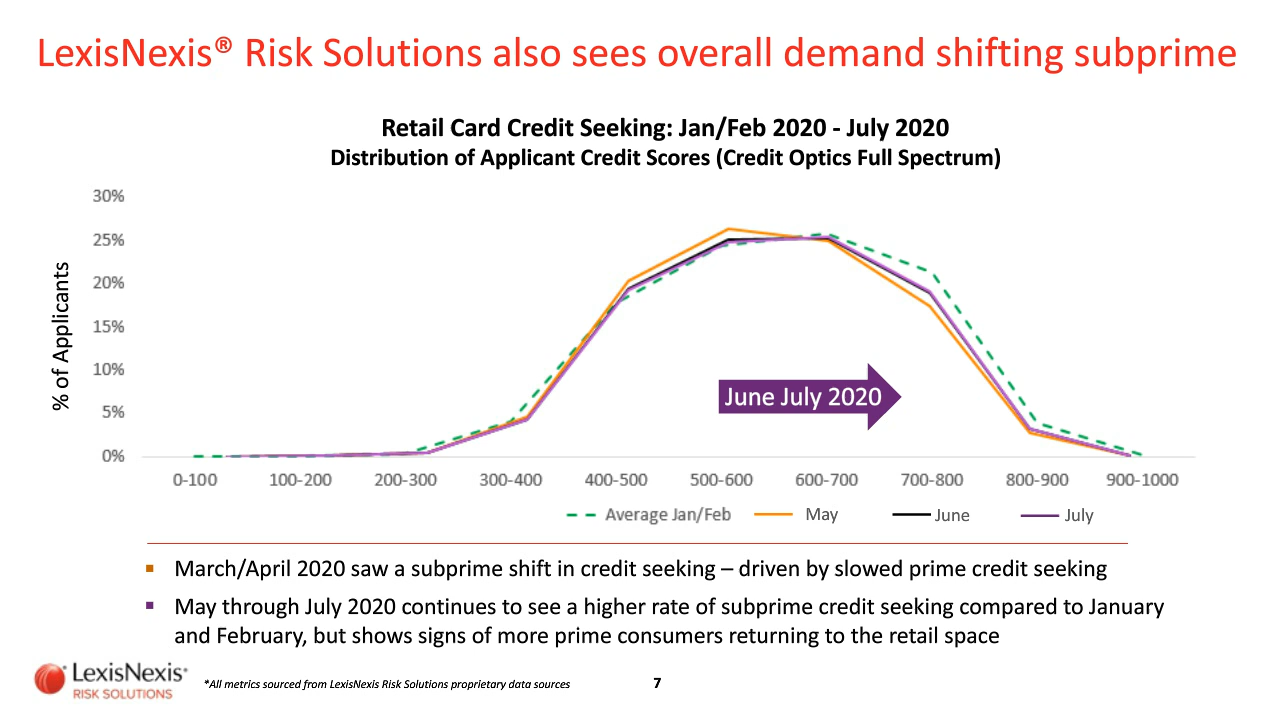 LexisNexis® Risk Solutions also sees overall demand shifting subprime
Retail Card Credit Seeking: Jan/Feb 2020 - July 2020
Distribution of Applicant Credit Scores (Credit Optics Full Spectrum)
% of Applicants
30%
25%
20%
15%
10%
5%
0%
June July 2020
0-100 100-200 200-300 300-400 400-500 500-600 600-700 700-800 800-900 900-1000
Average Jan/Feb May June July
▪ March/April 2020 saw a subprime shift in credit seeking – driven by slowed prime credit seeking
▪ May through July 2020 continues to see a higher rate of subprime credit seeking compared to January
and February, but shows signs of more prime consumers returning to the retail space
LexisNexis®
RISK SOLUTIONS
*All metrics sourced from LexisNexis Risk Solutions proprietary data sources
7